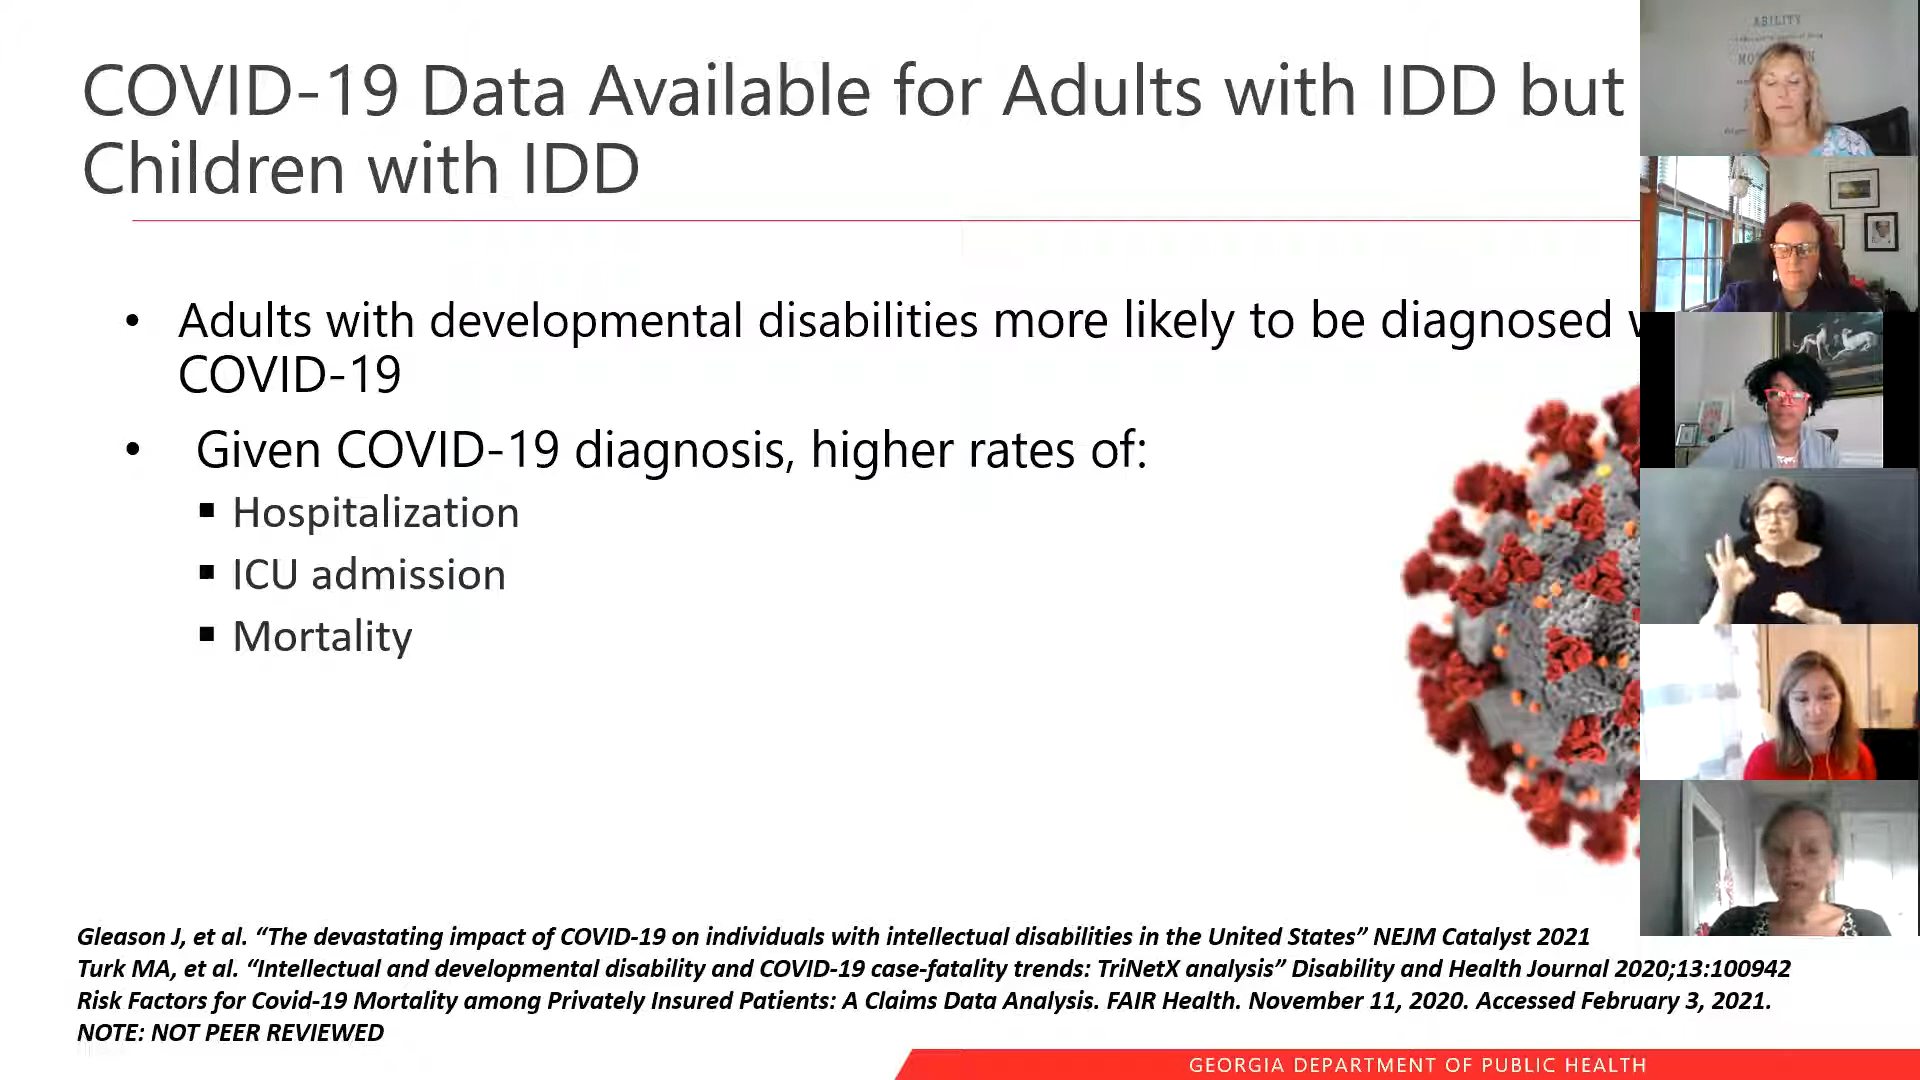 COVID-19 Data Available for Adults with IDD but
Children with IDD
• Adults with developmental disabilities more likely to be diagnosed
COVID-19
• Given COVID-19 diagnosis, higher rates of:
▪ Hospitalization
▪ ICU admission
▪ Mortality
Gleason J, et al. “The devastating impact of COVID-19 on individuals with intellectual disabilities in the United States” NEJM Catalyst 2021
Turk MA, et al. “Intellectual and developmental disability and COVID-19 case-fatality trends: TriNetX analysis” Disability and Health Journal 2020;13:100942
Risk Factors for Covid-19 Mortality among Privately Insured Patients: A Claims Data Analysis. FAIR Health. November 11, 2020. Accessed February 3, 2021.
NOTE: NOT PEER REVIEWED
GEORGIA DEPARTMENT OF PUBLIC HEALTH
ABILITY